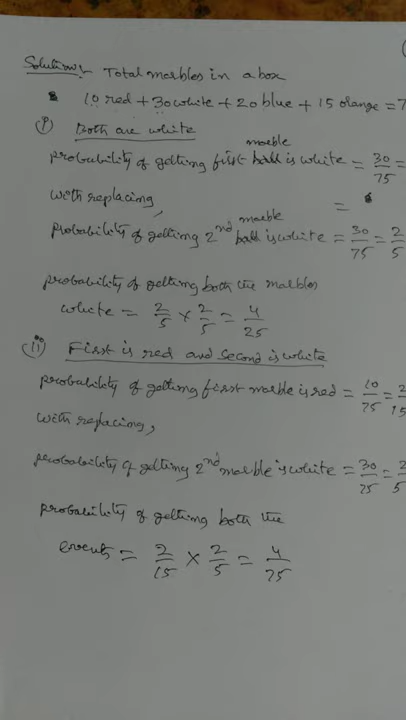 Solution:- Total marbles in a box
10 red + 30 white + 20 blue + 15 orange = 7
(i) Both are white
marble
probability of getting first ball is white = 30/75 =
with replacing, =
marble
probability of getting 2nd ball is white = 30/75 = 2/5
probability of getting both the marbles
white = 2/5 × 2/5 = 4/25
(ii) First is red and second is white
probability of getting first marble is red = 10/75 = 2/15
with replacing,
probability of getting 2nd marble is white = 30/75 = 2/5
probability of getting both the
events = 2/15 × 2/5 = 4/75